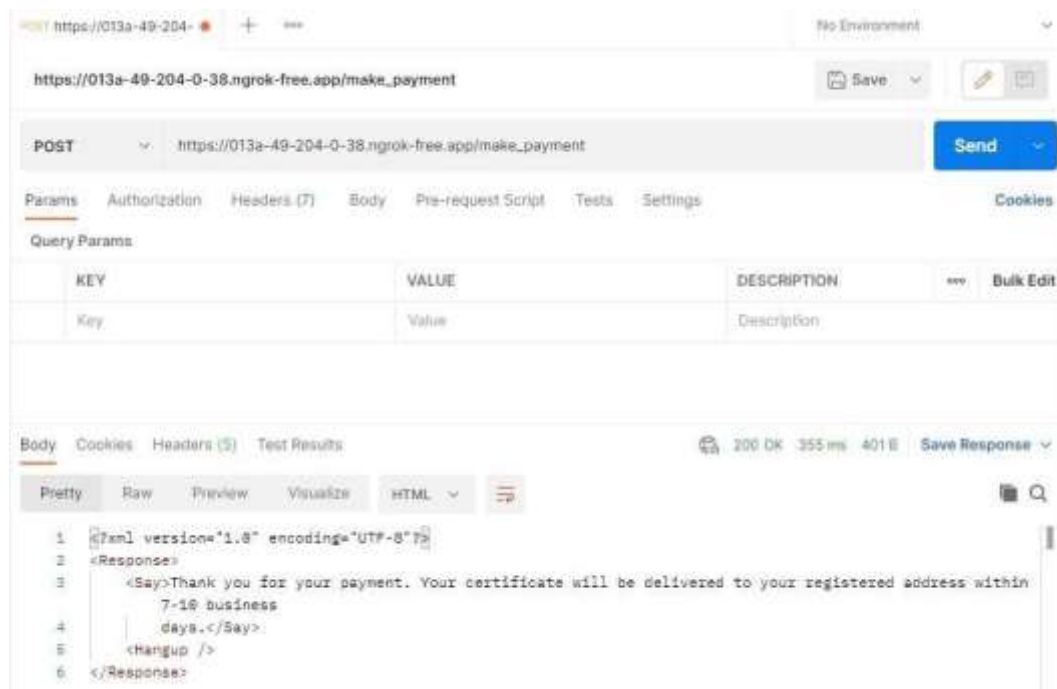 POST https://013a-49-204-
No Environment
https://013a-49-204-0-38.ngrok-free.app/make_payment
Save
POST https://013a-49-204-0-38.ngrok-free.app/make_payment Send
Params Authorization Headers (7) Body Pre-request Script Tests Settings Cookies
Query Params
KEY VALUE DESCRIPTION Bulk Edit
Key Value Description
Body Cookies Headers (5) Test Results 200 OK 355 ms 401 B Save Response
Pretty Raw Preview Visualize HTML
1 <?xml version="1.0" encoding="UTF-8"?>
2 <Response>
3 <Say>Thank you for your payment. Your certificate will be delivered to your registered address within
7-10 business
4 days.</Say>
5 <Hangup />
6 </Response>